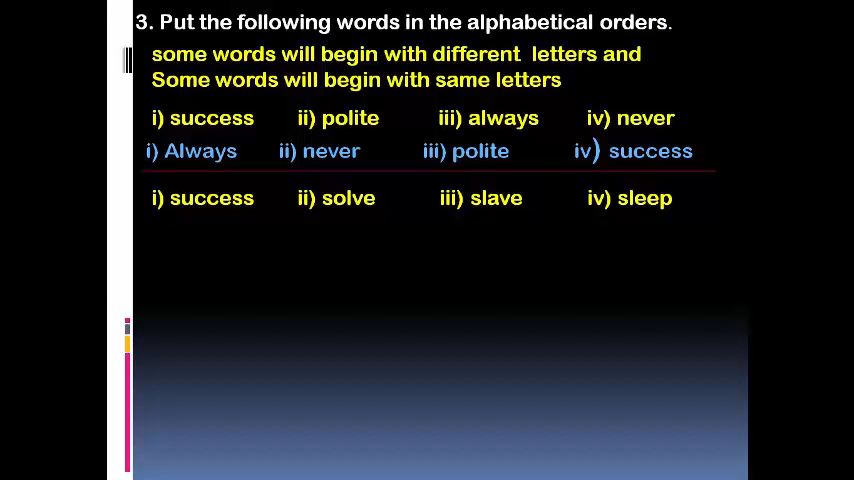 3. Put the following words in the alphabetical orders.
some words will begin with different letters and
Some words will begin with same letters
i) success ii) polite iii) always iv) never
i) Always ii) never iii) polite iv) success
i) success ii) solve iii) slave iv) sleep